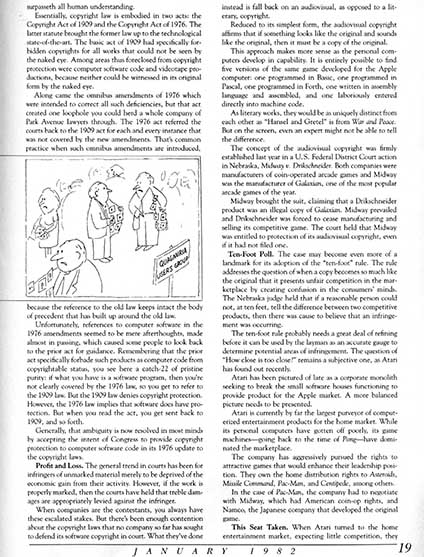 surpasseth all human understanding.
Essentially, copyright law is embodied in two acts: the
Copyright Act of 1909 and the Copyright Act of 1976. The
latter statute brought the former law up to the technological
state-of-the-art. The basic act of 1909 had specifically for-
bidden copyrights for all works that could not be seen by
the naked eye. Among areas thus foreclosed from copyright
protection were computer software code and videotape pro-
ductions, because neither could be witnessed in its original
form by the naked eye.
Along came the omnibus amendments of 1976 which
were intended to correct all such deficiencies, but that act
created one loophole you could herd a whole company of
Park Avenue lawyers through. The 1976 act referred the
courts back to the 1909 act for each and every instance that
was not covered by the new amendments. That's common
practice when such omnibus amendments are introduced,
QUAGNAVIA
USERS GROUP
because the reference to the old law keeps intact the body
of precedent that has built up around the old law.
Unfortunately, references to computer software in the
1976 amendments seemed to be mere afterthoughts, made
almost in passing, which caused some people to look back
to the prior act for guidance. Remembering that the prior
act specifically forbade such products as computer code from
copyrightable status, you see here a catch-22 of pristine
purity: if what you have is a software program, then you're
not clearly covered by the 1976 law, so you get to refer to
the 1909 law. But the 1909 law denies copyright protection.
However, the 1976 law implies that software does have pro-
tection. But when you read the act, you get sent back to
1909, and so forth.
Generally, that ambiguity is now resolved in most minds
by accepting the intent of Congress to provide copyright
protection to computer software code in its 1976 update to
the copyright laws.
Profit and Loss. The general trend in courts has been for
infringers of unmarked material merely to be deprived of the
economic gain from their activity. However, if the work is
properly marked, then the courts have held that treble dam-
ages are appropriately levied against the infringer.
When companies are the contestants, you always have
these escalated stakes. But there's been enough contention
about the copyright laws that no company so far has sought
to defend its software copyright in court. What they've done
instead is fall back on an audiovisual, as opposed to a lit-
erary, copyright.
Reduced to its simplest form, the audiovisual copyright
affirms that if something looks like the original and sounds
like the original, then it must be a copy of the original.
This approach makes more sense as the personal com-
puters develop in capability. It is entirely possible to find
five versions of the same game developed for the Apple
computer: one programmed in Basic, one programmed in
Pascal, one programmed in Forth, one written in assembly
language and assembled, and one laboriously entered
directly into machine code.
As literary works, they would be as uniquely distinct from
each other as "Hansel and Gretel" is from War and Peace.
But on the screen, even an expert might not be able to tell
the difference.
The concept of the audiovisual copyright was firmly
established last year in a U.S. Federal District Court action
in Nebraska, Midway v. Drikschneider. Both companies were
manufacturers of coin-operated arcade games and Midway
was the manufacturer of Galaxian, one of the most popular
arcade games of the year.
Midway brought the suit, claiming that a Drikschneider
product was an illegal copy of Galaxian. Midway prevailed
and Drikschneider was forced to cease manufacturing and
selling its competitive game. The court held that Midway
was entitled to protection of its audiovisual copyright, even
if it had not filed one.
Ten-Foot Poll. The case may become even more of a
landmark for its adoption of the "ten-foot" rule. The rule
addresses the question of when a copy becomes so much like
the original that it presents unfair competition in the mar-
ketplace by creating confusion in the consumers' minds.
The Nebraska judge held that if a reasonable person could
not, at ten feet, tell the difference between two competitive
products, then there was cause to believe that an infringe-
ment was occurring.
The ten-foot rule probably needs a great deal of refining
before it can be used by the layman as an accurate gauge to
determine potential areas of infringement. The question of
"How close is too close?" remains a subjective one, as Atari
has found out recently.
Atari has been pictured of late as a corporate monolith
seeking to break the small software houses functioning to
provide product for the Apple market. A more balanced
picture needs to be presented.
Atari is currently by far the largest purveyor of comput-
erized entertainment products for the home market. While
its personal computers have gotten off poorly, its game
machines—going back to the time of Pong—have domi-
nated the marketplace.
The company has aggressively pursued the rights to
attractive games that would enhance their leadership posi-
tion. They own the home distribution rights to Asteroids,
Missile Command, Pac-Man, and Centipede, among others.
In the case of Pac-Man, the company had to negotiate
with Midway, which had American coin-op rights, and
Namco, the Japanese company that developed the original
game.
This Seat Taken. When Atari turned to the home
entertainment market, expecting little competition, they
JANUARY 1982
19